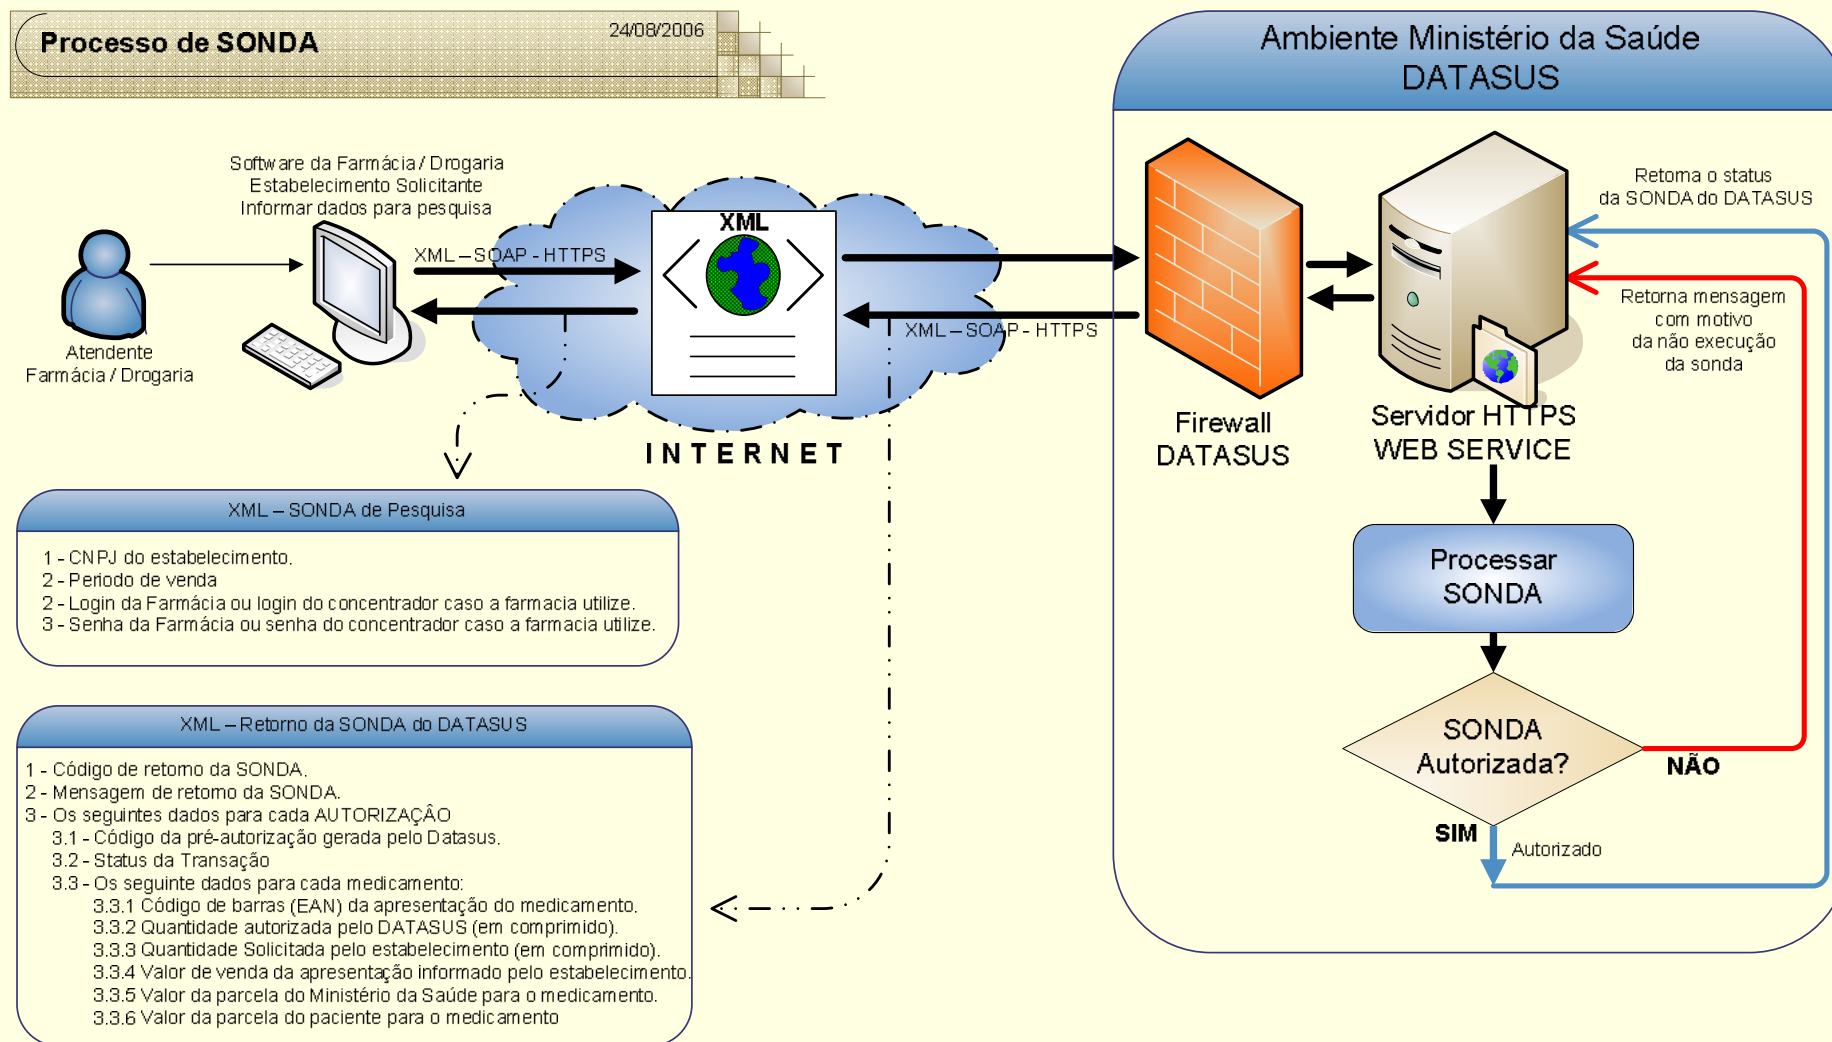 Processo de SONDA
24/08/2006
Ambiente Ministério da Saúde
DATASUS
Software da Farmácia / Drogaria
Estabelecimento Solicitante
Informar dados para pesquisa
Atendente
Farmácia / Drogaria
XML – SOAP - HTTPS
XML
XML – SOAP - HTTPS
INTERNET
Firewall
DATASUS
Servidor HTTPS
WEB SERVICE
Retorna o status
da SONDA do DATASUS
Retorna mensagem
com motivo
da não execução
da sonda
Processar
SONDA
SONDA
Autorizada?
NÃO
SIM
Autorizado
XML – SONDA de Pesquisa
1 - CNPJ do estabelecimento.
2 - Periodo de venda
2 - Login da Farmácia ou login do concentrador caso a farmacia utilize.
3 - Senha da Farmácia ou senha do concentrador caso a farmacia utilize.
XML – Retorno da SONDA do DATASUS
1 - Código de retorno da SONDA.
2 - Mensagem de retorno da SONDA.
3 - Os seguintes dados para cada AUTORIZAÇÂO
3.1 - Código da pré-autorização gerada pelo Datasus.
3.2 - Status da Transação
3.3 - Os seguinte dados para cada medicamento:
3.3.1 Código de barras (EAN) da apresentação do medicamento.
3.3.2 Quantidade autorizada pelo DATASUS (em comprimido).
3.3.3 Quantidade Solicitada pelo estabelecimento (em comprimido).
3.3.4 Valor de venda da apresentação informado pelo estabelecimento.
3.3.5 Valor da parcela do Ministério da Saúde para o medicamento.
3.3.6 Valor da parcela do paciente para o medicamento